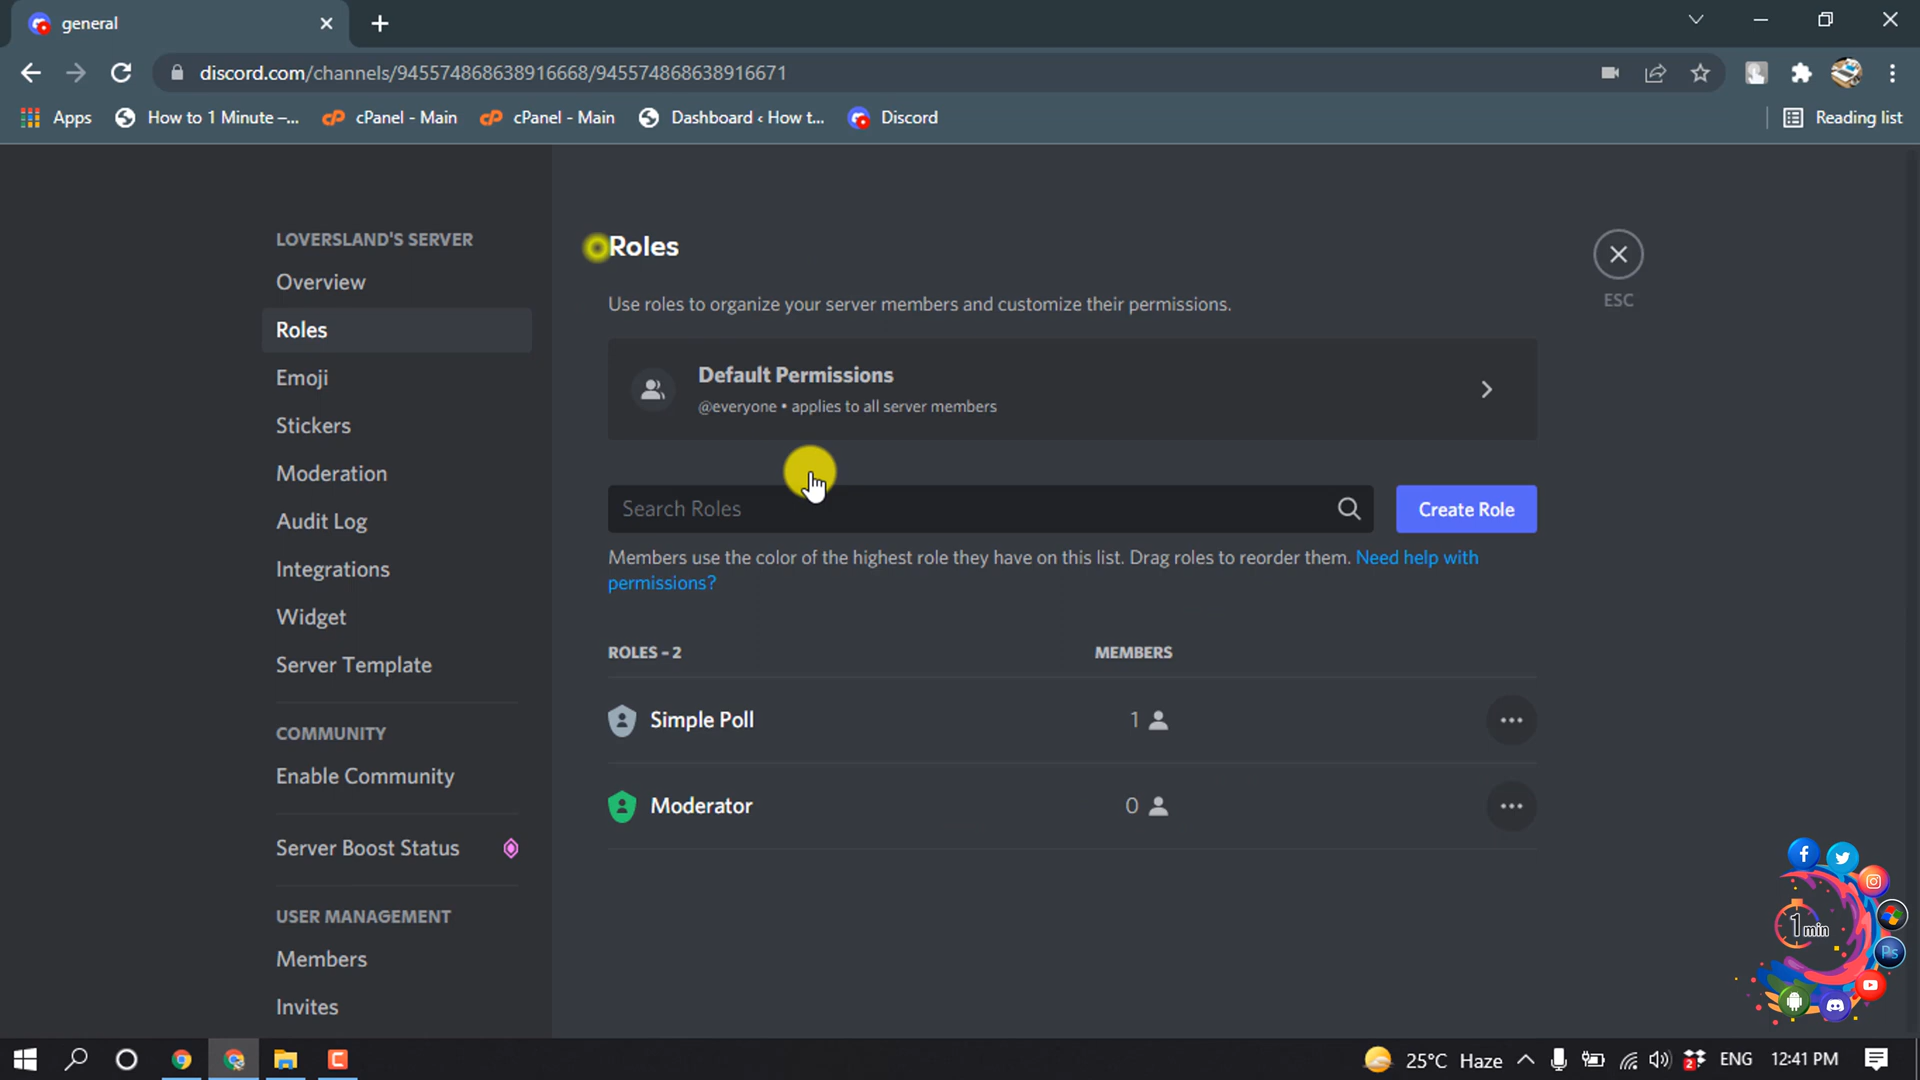 general
discord.com/channels/945574868638916668/945574868638916671
Apps
How to 1 Minute –...
cPanel - Main
cPanel - Main
Dashboard ‹ How t...
Discord
Reading list
LOVERSLAND'S SERVER
Overview
Roles
Emoji
Stickers
Moderation
Audit Log
Integrations
Widget
Server Template
COMMUNITY
Enable Community
Server Boost Status
USER MANAGEMENT
Members
Invites
Roles
Use roles to organize your server members and customize their permissions.
ESC
Default Permissions
@everyone • applies to all server members
Search Roles
Create Role
Members use the color of the highest role they have on this list. Drag roles to reorder them. Need help with
permissions?
ROLES – 2
MEMBERS
Simple Poll
1
Moderator
0
1 min
Ps
25°C Haze
2
ENG
12:41 PM